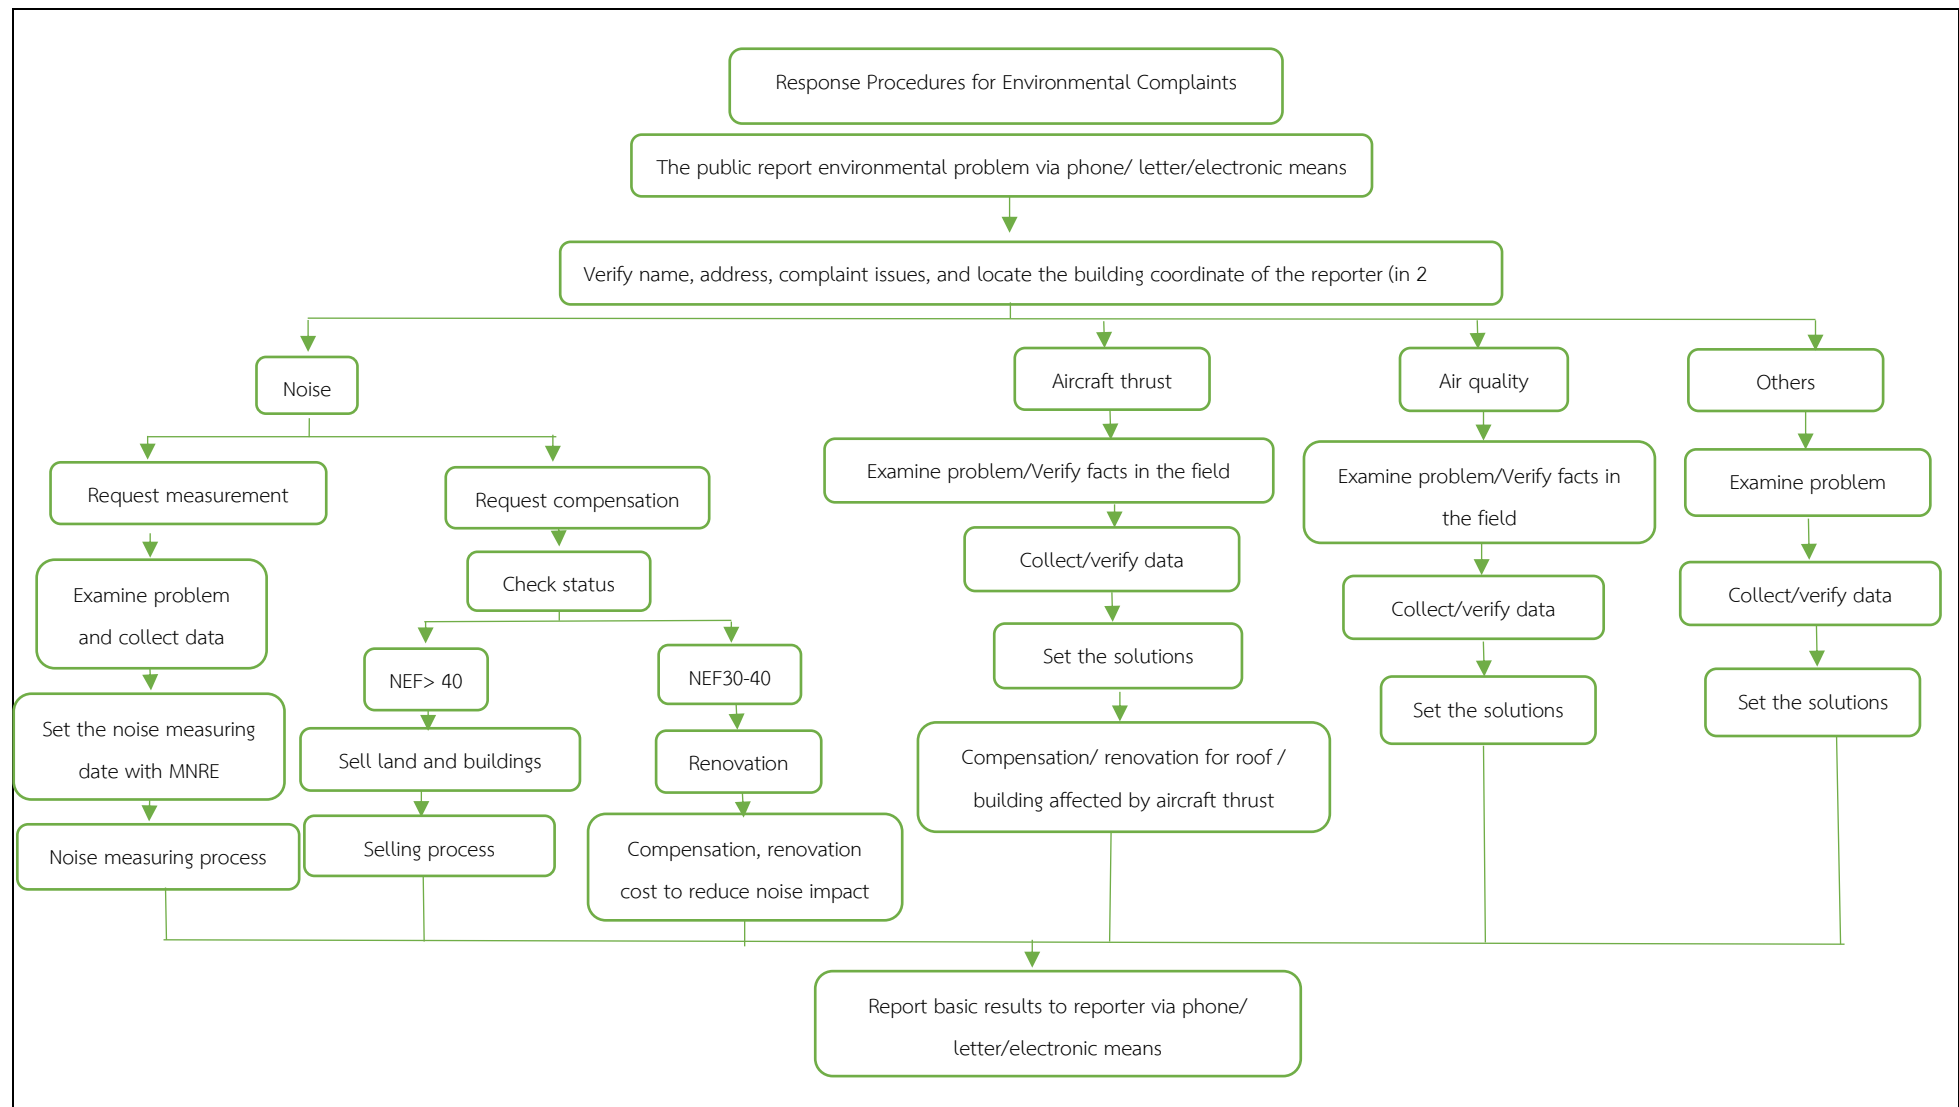 Response Procedures for Environmental Complaints
The public report environmental problem via phone/ letter/electronic means
Verify name, address, complaint issues, and locate the building coordinate of the reporter (in 2
Noise
Aircraft thrust
Air quality
Others
Request measurement
Request compensation
Examine problem/Verify facts in the field
Examine problem/Verify facts in
the field
Examine problem
Examine problem
and collect data
Check status
Collect/verify data
Collect/verify data
Collect/verify data
NEF> 40
NEF30-40
Set the solutions
Set the solutions
Set the solutions
Set the noise measuring
date with MNRE
Sell land and buildings
Renovation
Compensation/ renovation for roof /
building affected by aircraft thrust
Noise measuring process
Selling process
Compensation, renovation
cost to reduce noise impact
Report basic results to reporter via phone/
letter/electronic means